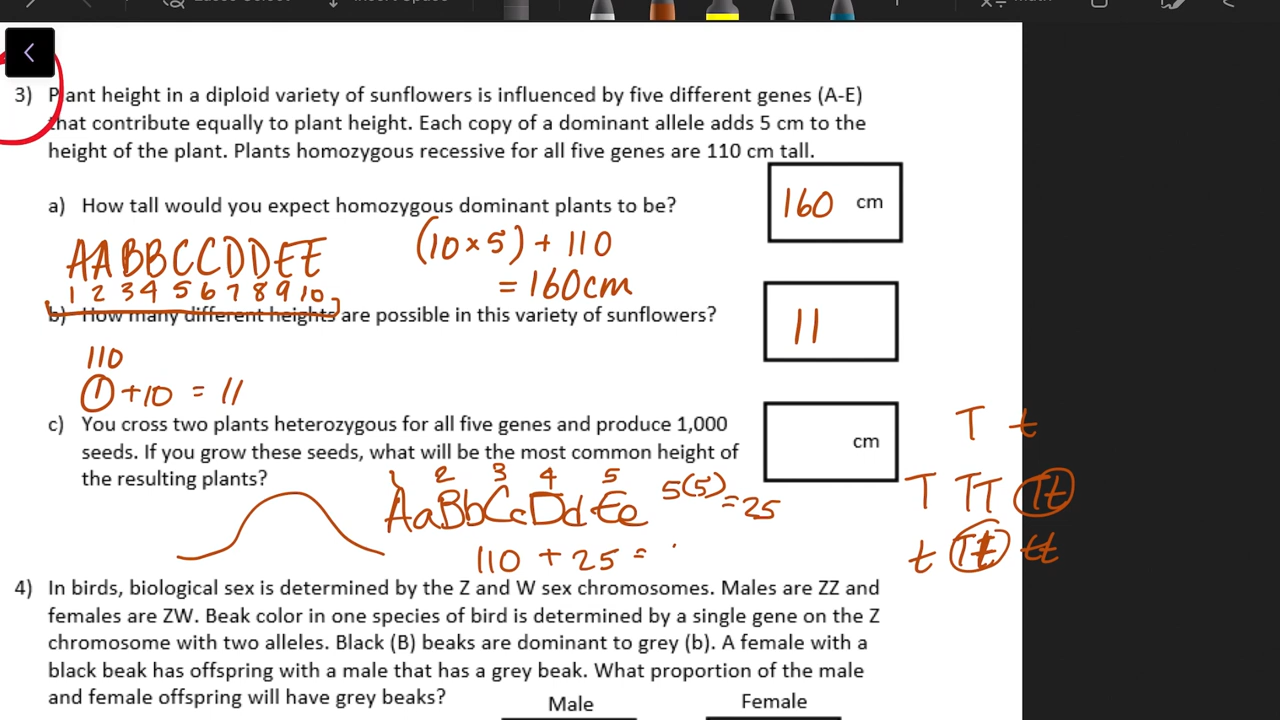 3) Plant height in a diploid variety of sunflowers is influenced by five different genes (A-E)
that contribute equally to plant height. Each copy of a dominant allele adds 5 cm to the
height of the plant. Plants homozygous recessive for all five genes are 110 cm tall.
a) How tall would you expect homozygous dominant plants to be?
160 cm
AABBCCDDEE
1 2 3 4 5 6 7 8 9 10
(10 × 5) + 110
= 160cm
b) How many different heights are possible in this variety of sunflowers?
11
110
1 + 10 = 11
c) You cross two plants heterozygous for all five genes and produce 1,000
seeds. If you grow these seeds, what will be the most common height of
the resulting plants?
cm
1 2 3 4 5
AaBbCcDdEe
5(5) = 25
110 + 25 =
T t
T TT Tt
t Tt tt
4) In birds, biological sex is determined by the Z and W sex chromosomes. Males are ZZ and
females are ZW. Beak color in one species of bird is determined by a single gene on the Z
chromosome with two alleles. Black (B) beaks are dominant to grey (b). A female with a
black beak has offspring with a male that has a grey beak. What proportion of the male
and female offspring will have grey beaks?
Male Female